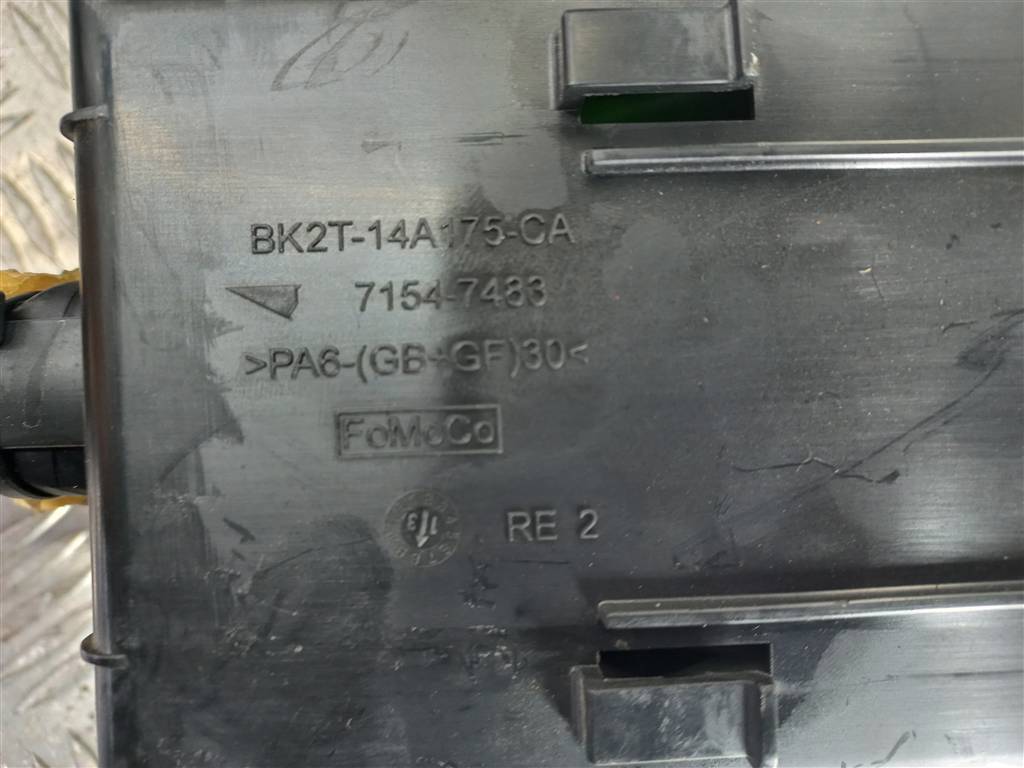 BK2T-14A175-CA
7154-7483
>PA6-(GB+GF)30<
FoMoCo
RE 2